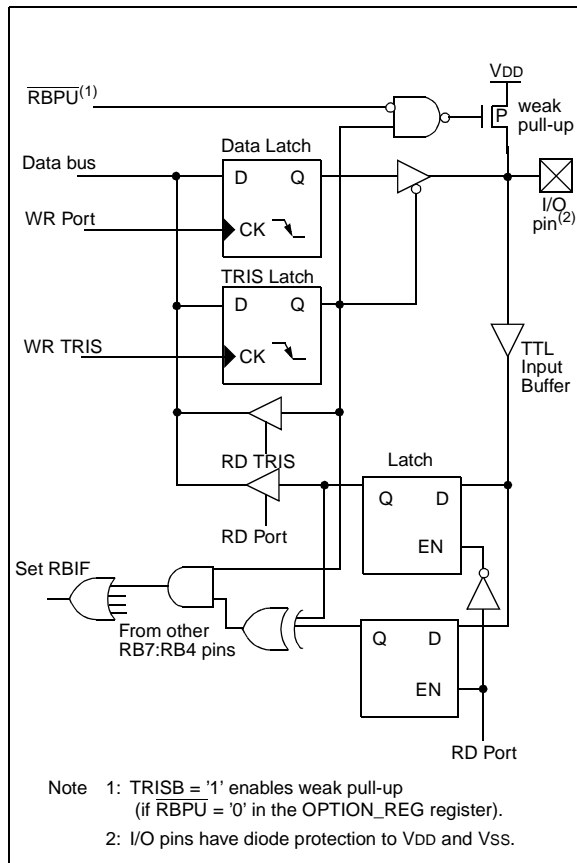 VDD
RBPU(1)
P weak
pull-up
Data Latch
Data bus
D Q
WR Port
CK
I/O
pin(2)
TRIS Latch
D Q
WR TRIS
CK
TTL
Input
Buffer
RD TRIS
Latch
Q D
RD Port
EN
Set RBIF
From other
RB7:RB4 pins
Q D
EN
RD Port
Note 1: TRISB = '1' enables weak pull-up
(if RBPU = '0' in the OPTION_REG register).
2: I/O pins have diode protection to VDD and VSS.